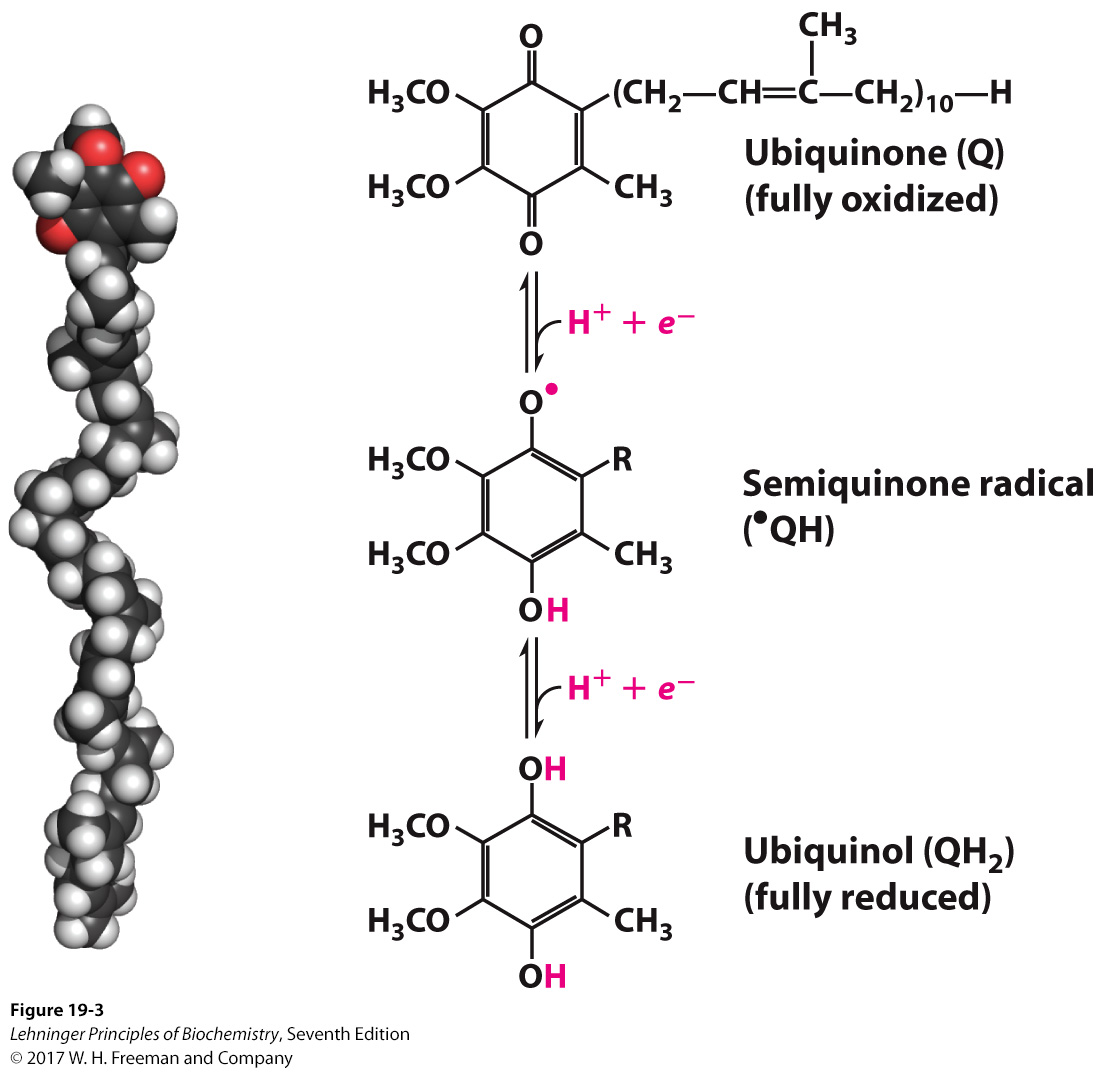 CH₃
O
H₃CO
(CH₂—CH=C—CH₂)₁₀—H
Ubiquinone (Q)
(fully oxidized)
H₃CO
CH₃
O
H⁺ + e⁻
O•
H₃CO
R
Semiquinone radical
(•QH)
H₃CO
CH₃
OH
H⁺ + e⁻
OH
H₃CO
R
Ubiquinol (QH₂)
(fully reduced)
H₃CO
CH₃
OH
Figure 19-3
Lehninger Principles of Biochemistry, Seventh Edition
© 2017 W. H. Freeman and Company